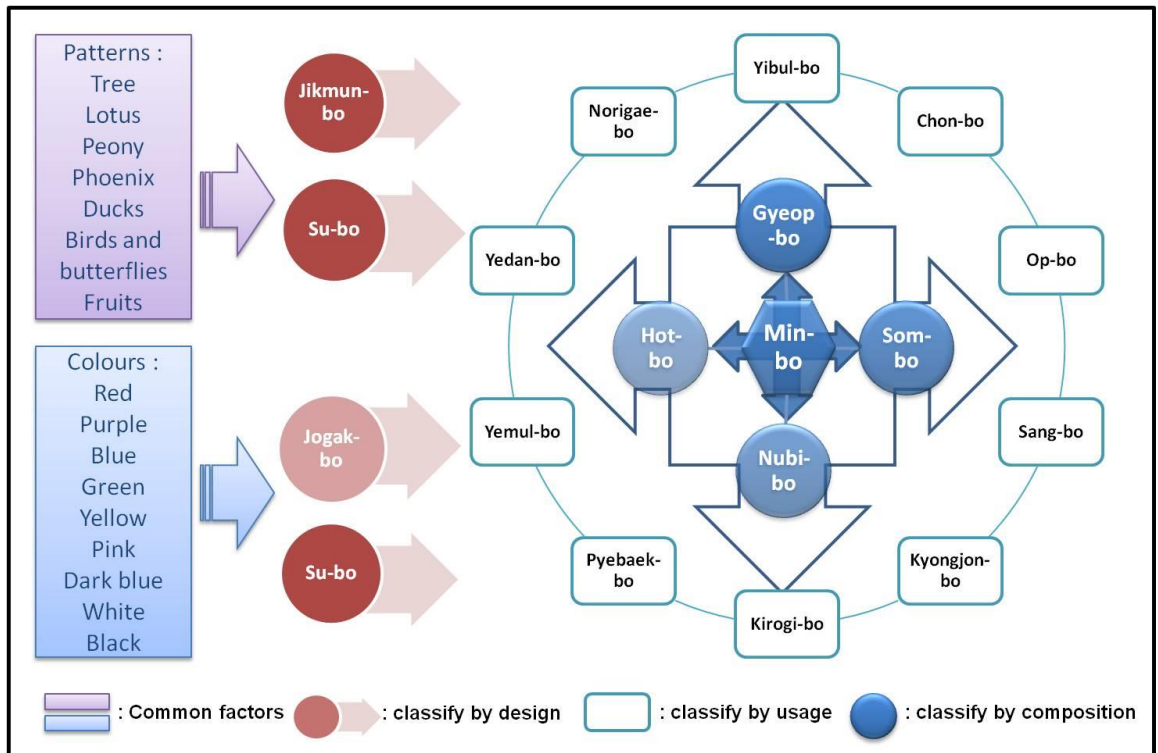 Patterns :
Tree
Lotus
Peony
Phoenix
Ducks
Birds and
butterflies
Fruits
Colours :
Red
Purple
Blue
Green
Yellow
Pink
Dark blue
White
Black
Jikmun-
bo
Su-bo
Jogak-
bo
Su-bo
Yibul-bo
Norigae-
bo
Chon-bo
Yedan-bo
Op-bo
Yemul-bo
Sang-bo
Pyebaek-
bo
Kyongjon-
bo
Kirogi-bo
Gyeop
-bo
Hot-
bo
Min-
bo
Som-
bo
Nubi-
bo
: Common factors
: classify by design
: classify by usage
: classify by composition